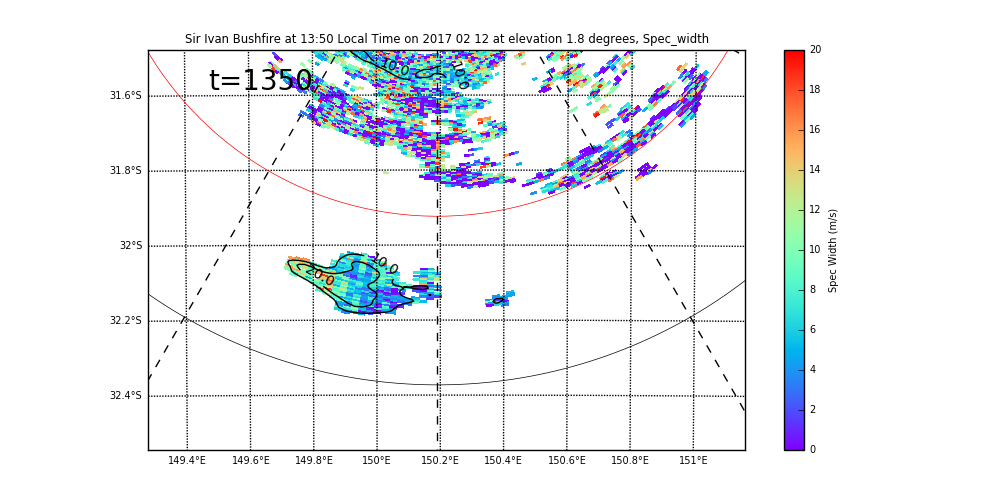 Sir Ivan Bushfire at 13:50 Local Time on 2017 02 12 at elevation 1.8 degrees, Spec_width
t=1350
10.0
10.0
31.6°S
31.8°S
32°S
32.2°S
32.4°S
10.0
20.0
149.4°E 149.6°E 149.8°E 150°E 150.2°E 150.4°E 150.6°E 150.8°E 151°E
20
18
16
14
12
10
8
6
4
2
0
Spec Width (m/s)